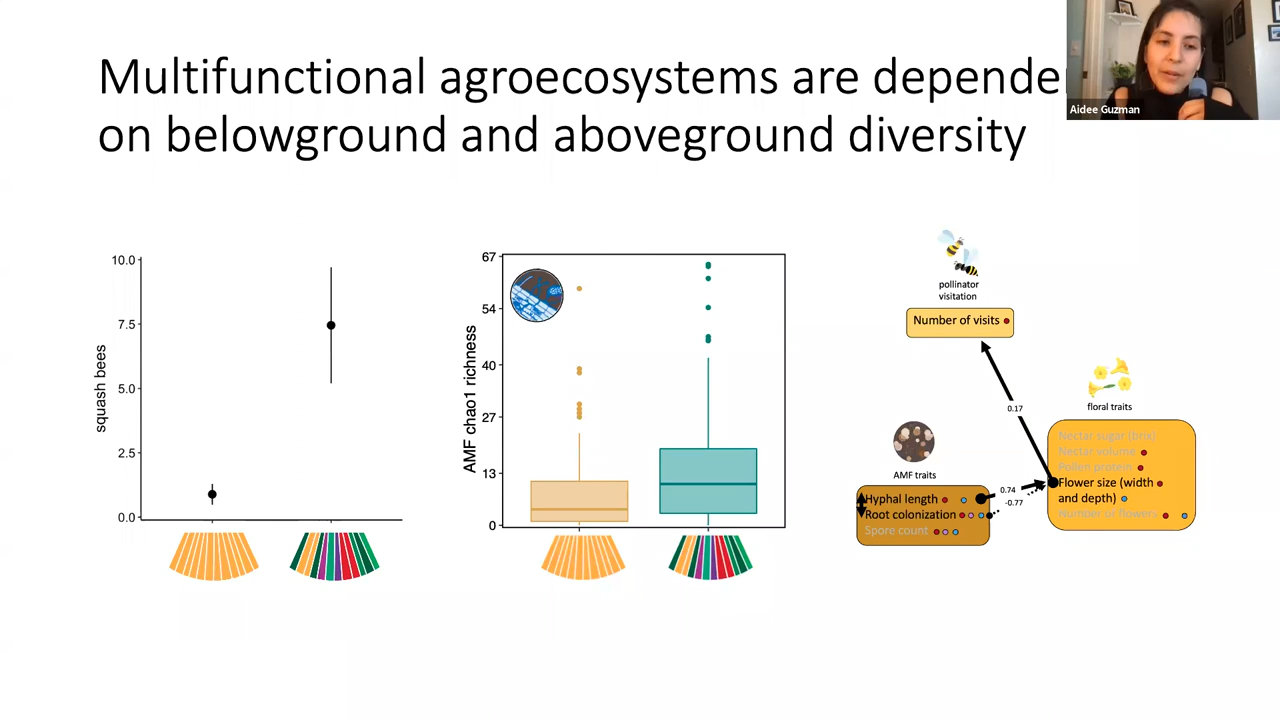 Multifunctional agroecosystems are depende
on belowground and aboveground diversity
Aidee Guzman
squash bees
10.0
7.5
5.0
2.5
0.0
AMF chao1 richness
67
54
40
27
13
0
pollinator
visitation
Number of visits
0.17
floral traits
Nectar sugar (brix)
Nectar volume
Pollen protein
Flower size (width
and depth)
Number of flowers
AMF traits
Hyphal length
Root colonization
Spore count
0.74
-0.77